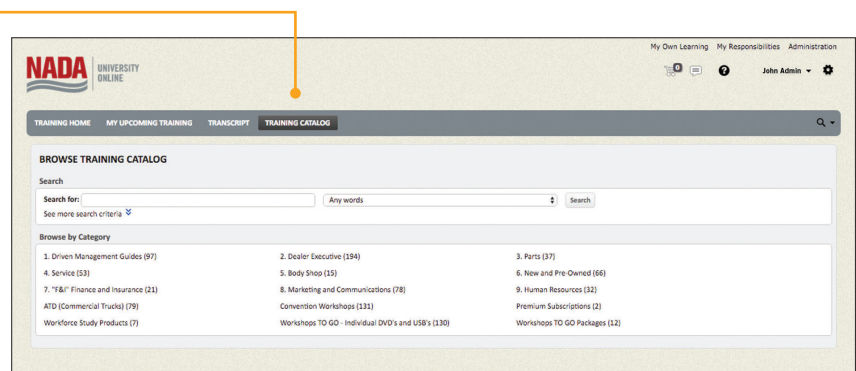 My Own Learning My Responsibilities Administration
NADA UNIVERSITY ONLINE
0 John Admin
TRAINING HOME MY UPCOMING TRAINING TRANSCRIPT TRAINING CATALOG
BROWSE TRAINING CATALOG
Search
Search for: Any words Search
See more search criteria
Browse by Category
1. Driven Management Guides (97) 2. Dealer Executive (194) 3. Parts (37)
4. Service (53) 5. Body Shop (15) 6. New and Pre-Owned (66)
7. "F&I" Finance and Insurance (21) 8. Marketing and Communications (78) 9. Human Resources (32)
ATD (Commercial Trucks) (79) Convention Workshops (131) Premium Subscriptions (2)
Workforce Study Products (7) Workshops TO GO - Individual DVD's and USB's (130) Workshops TO GO Packages (12)